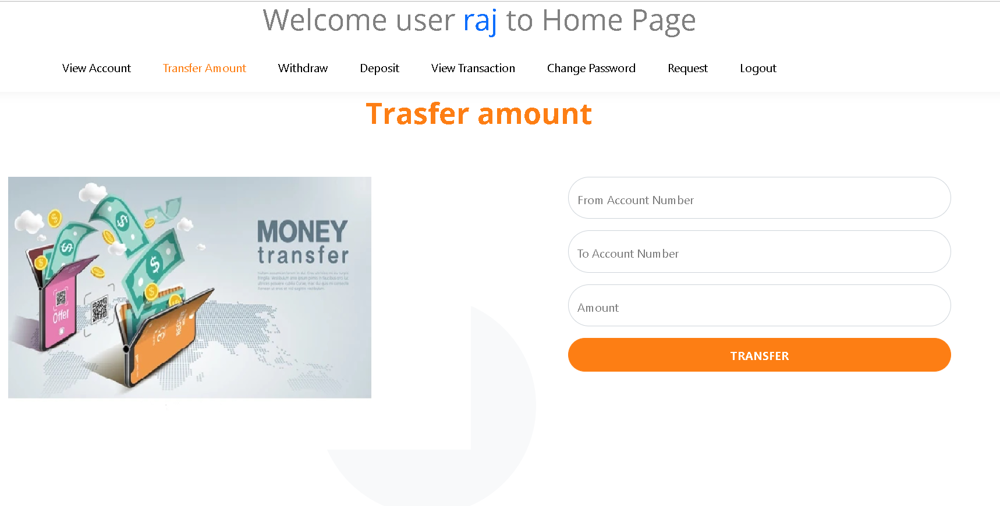 Welcome user raj to Home Page
View Account Transfer Amount Withdraw Deposit View Transaction Change Password Request Logout
Trasfer amount
MONEY
transfer
Offer
From Account Number
To Account Number
Amount
TRANSFER